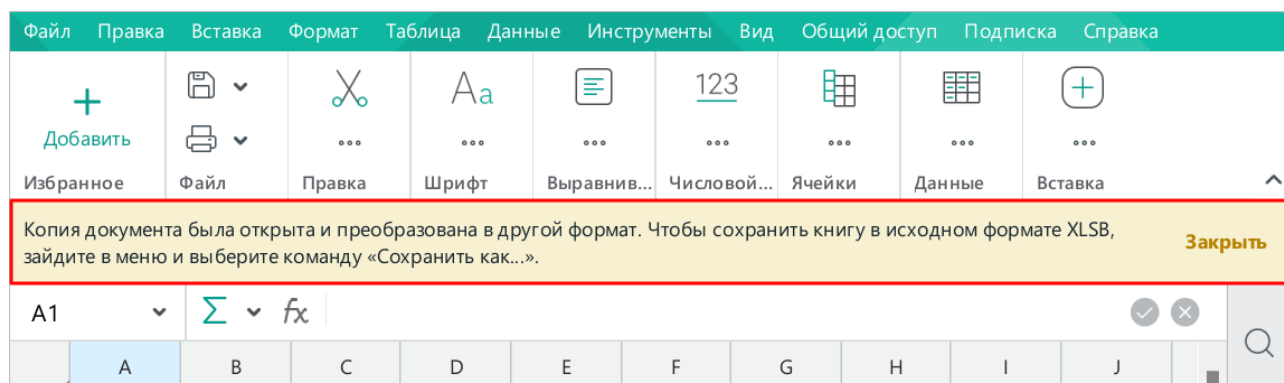 Файл Правка Вставка Формат Таблица Данные Инструменты Вид Общий доступ Подписка Справка
Aa
123
Добавить
Избранное Файл Правка Шрифт Выравнив... Числовой... Ячейки Данные Вставка
Копия документа была открыта и преобразована в другой формат. Чтобы сохранить книгу в исходном формате XLSB,
зайдите в меню и выберите команду «Сохранить как...».
Закрыть
A1 Σ fx
A B C D E F G H I J